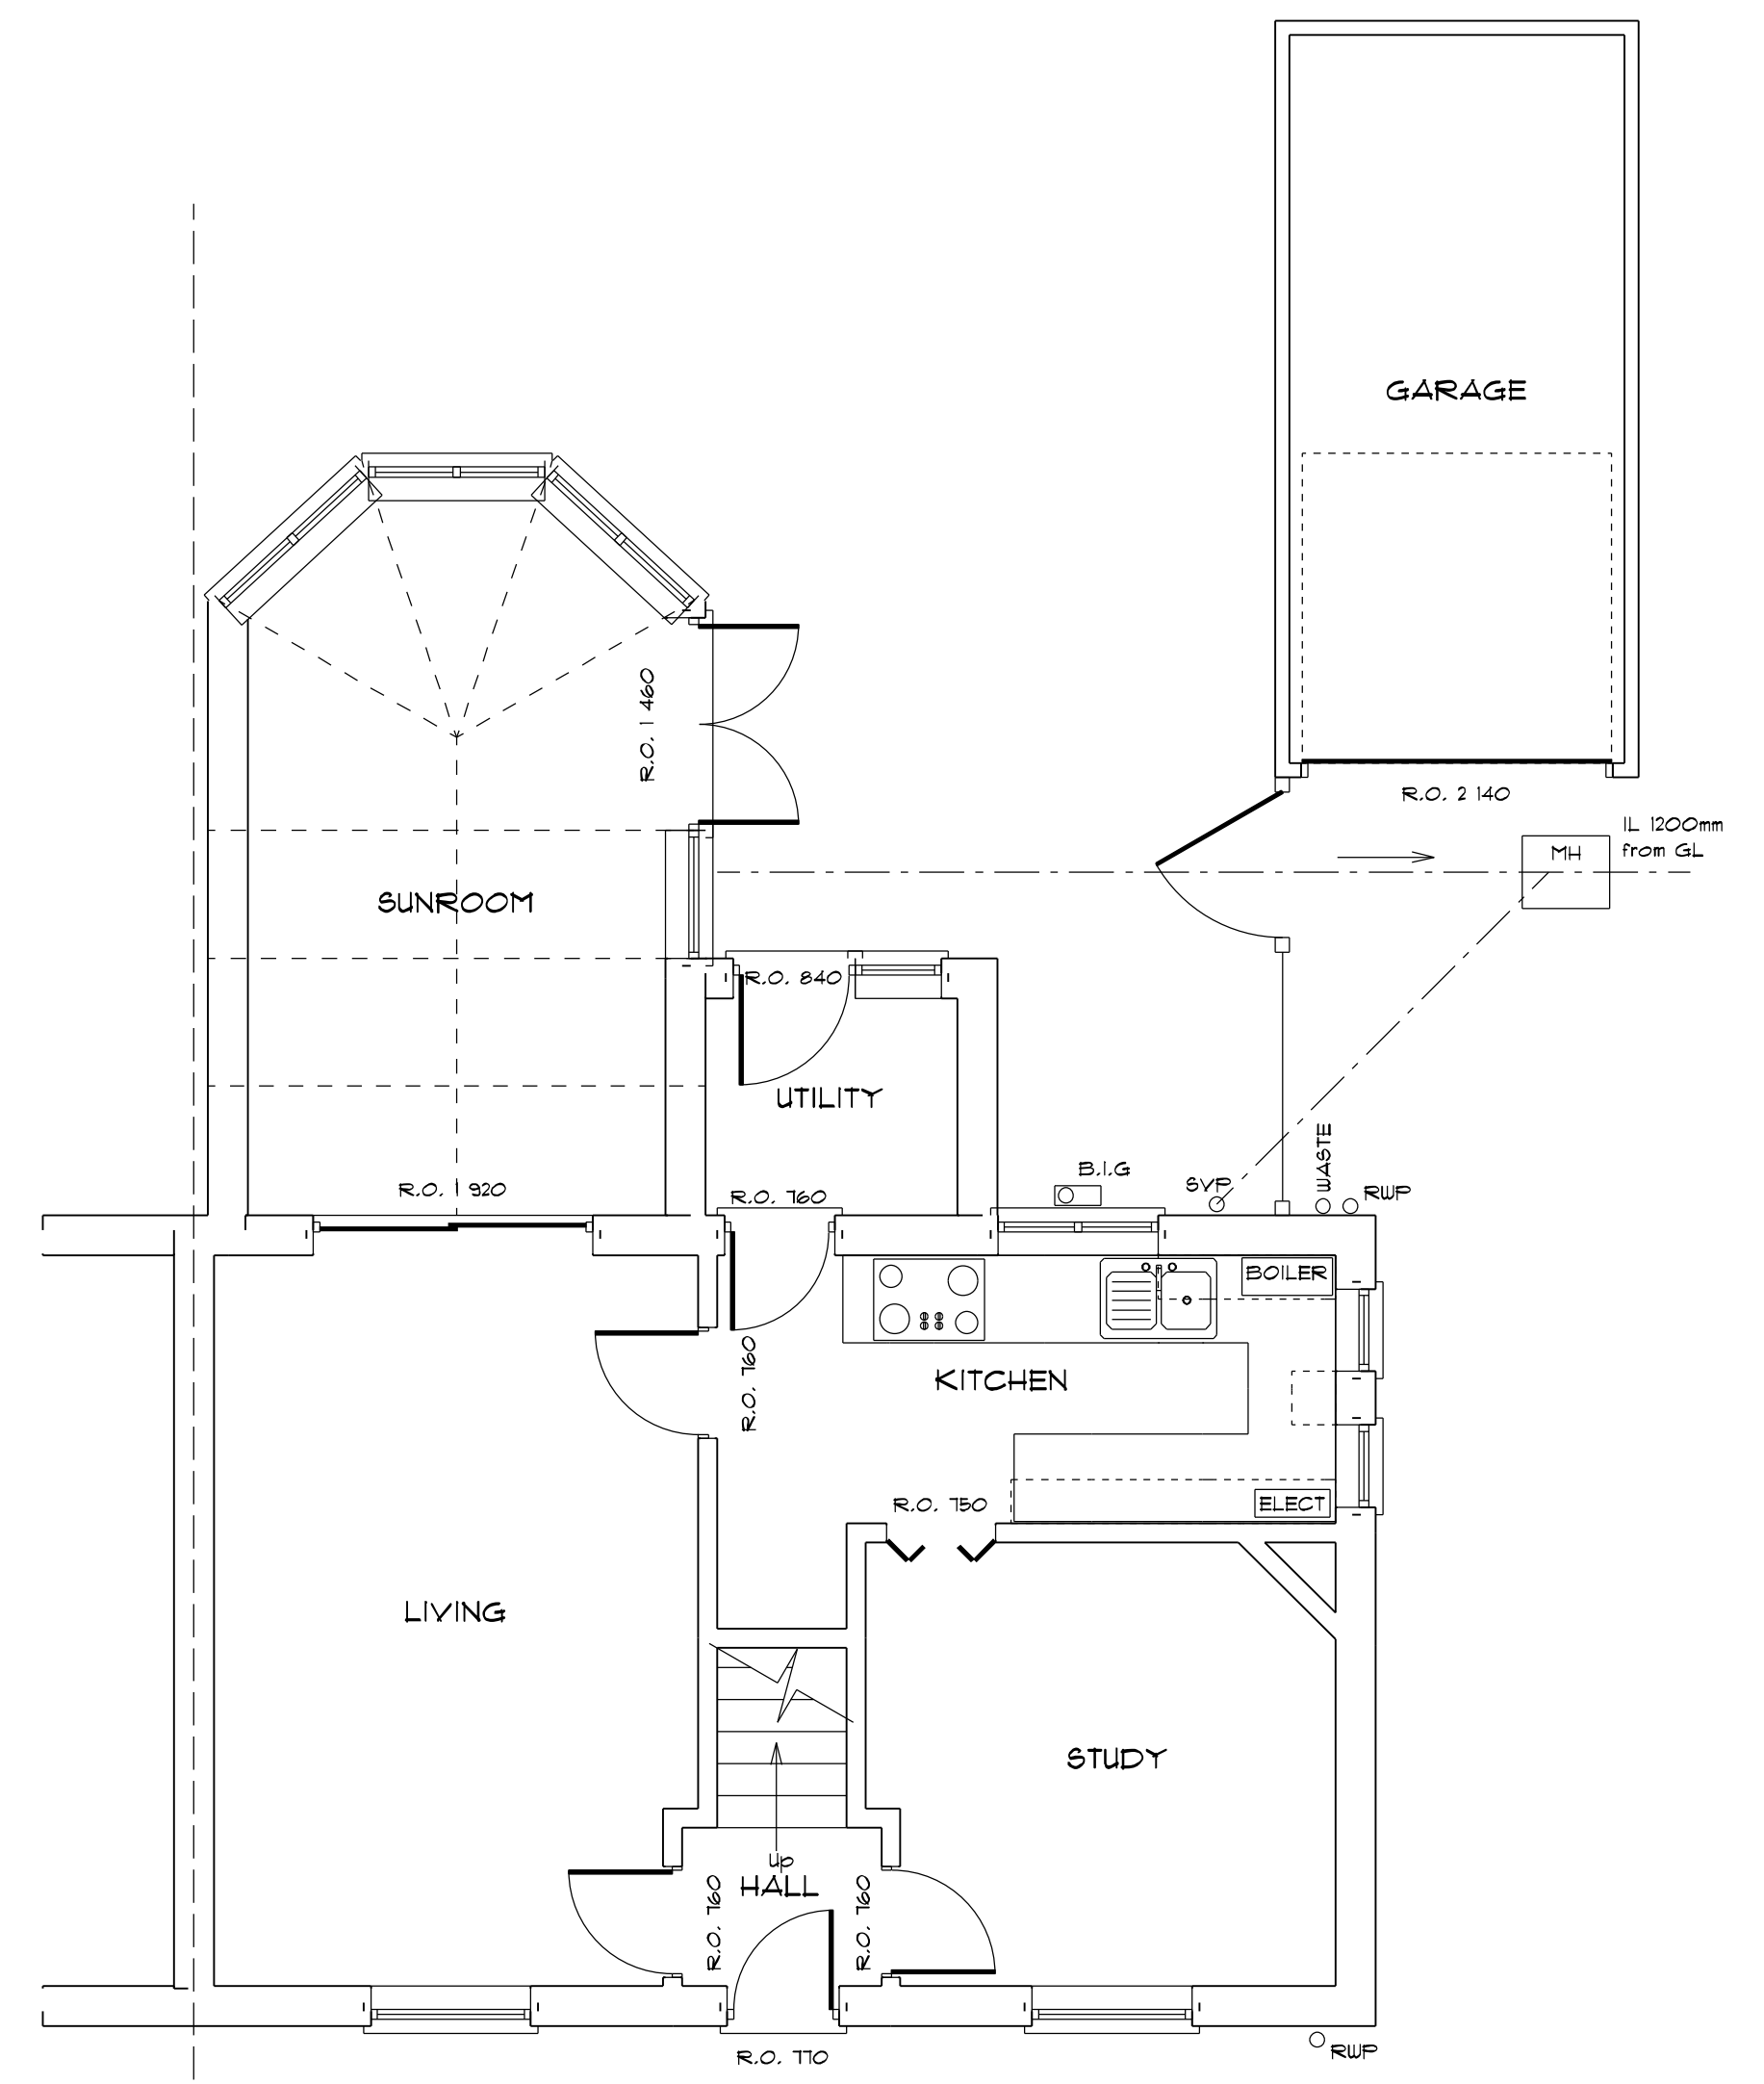 GARAGE
R.O. 1 460
R.O. 2 140
IL 1200mm
from GL
MH
SUNROOM
R.O. 840
UTILITY
WASTE
B.I.G
SVP
RWP
R.O. 1 920
R.O. 760
BOILER
R.O. 760
KITCHEN
R.O. 750
ELECT
LIVING
STUDY
Up
HALL
R.O. 760
R.O. 760
R.O. 770
RWP